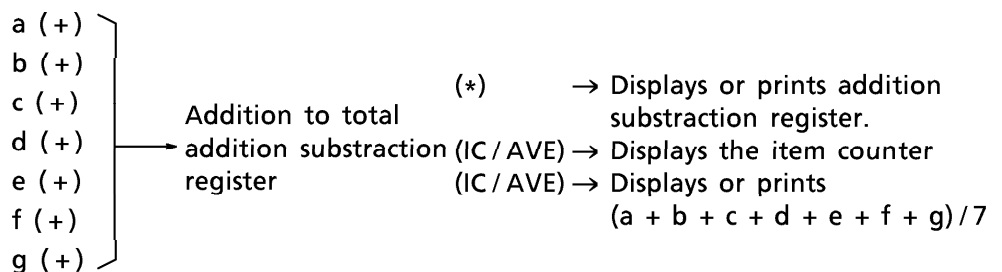 a (+)
b (+)
c (+)
d (+)
e (+)
f (+)
g (+)
Addition to total
addition substraction
register
(*) → Displays or prints addition
substraction register.
(IC / AVE) → Displays the item counter
(IC / AVE) → Displays or prints
(a + b + c + d + e + f + g) / 7